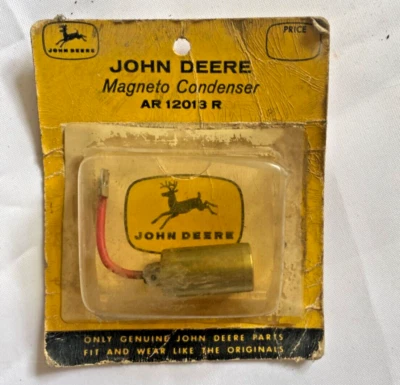 JOHN DEERE
PRICE
JOHN DEERE
Magneto Condenser
AR 12013 R
JOHN DEERE
ONLY GENUINE JOHN DEERE PARTS
FIT AND WEAR LIKE THE ORIGINALS